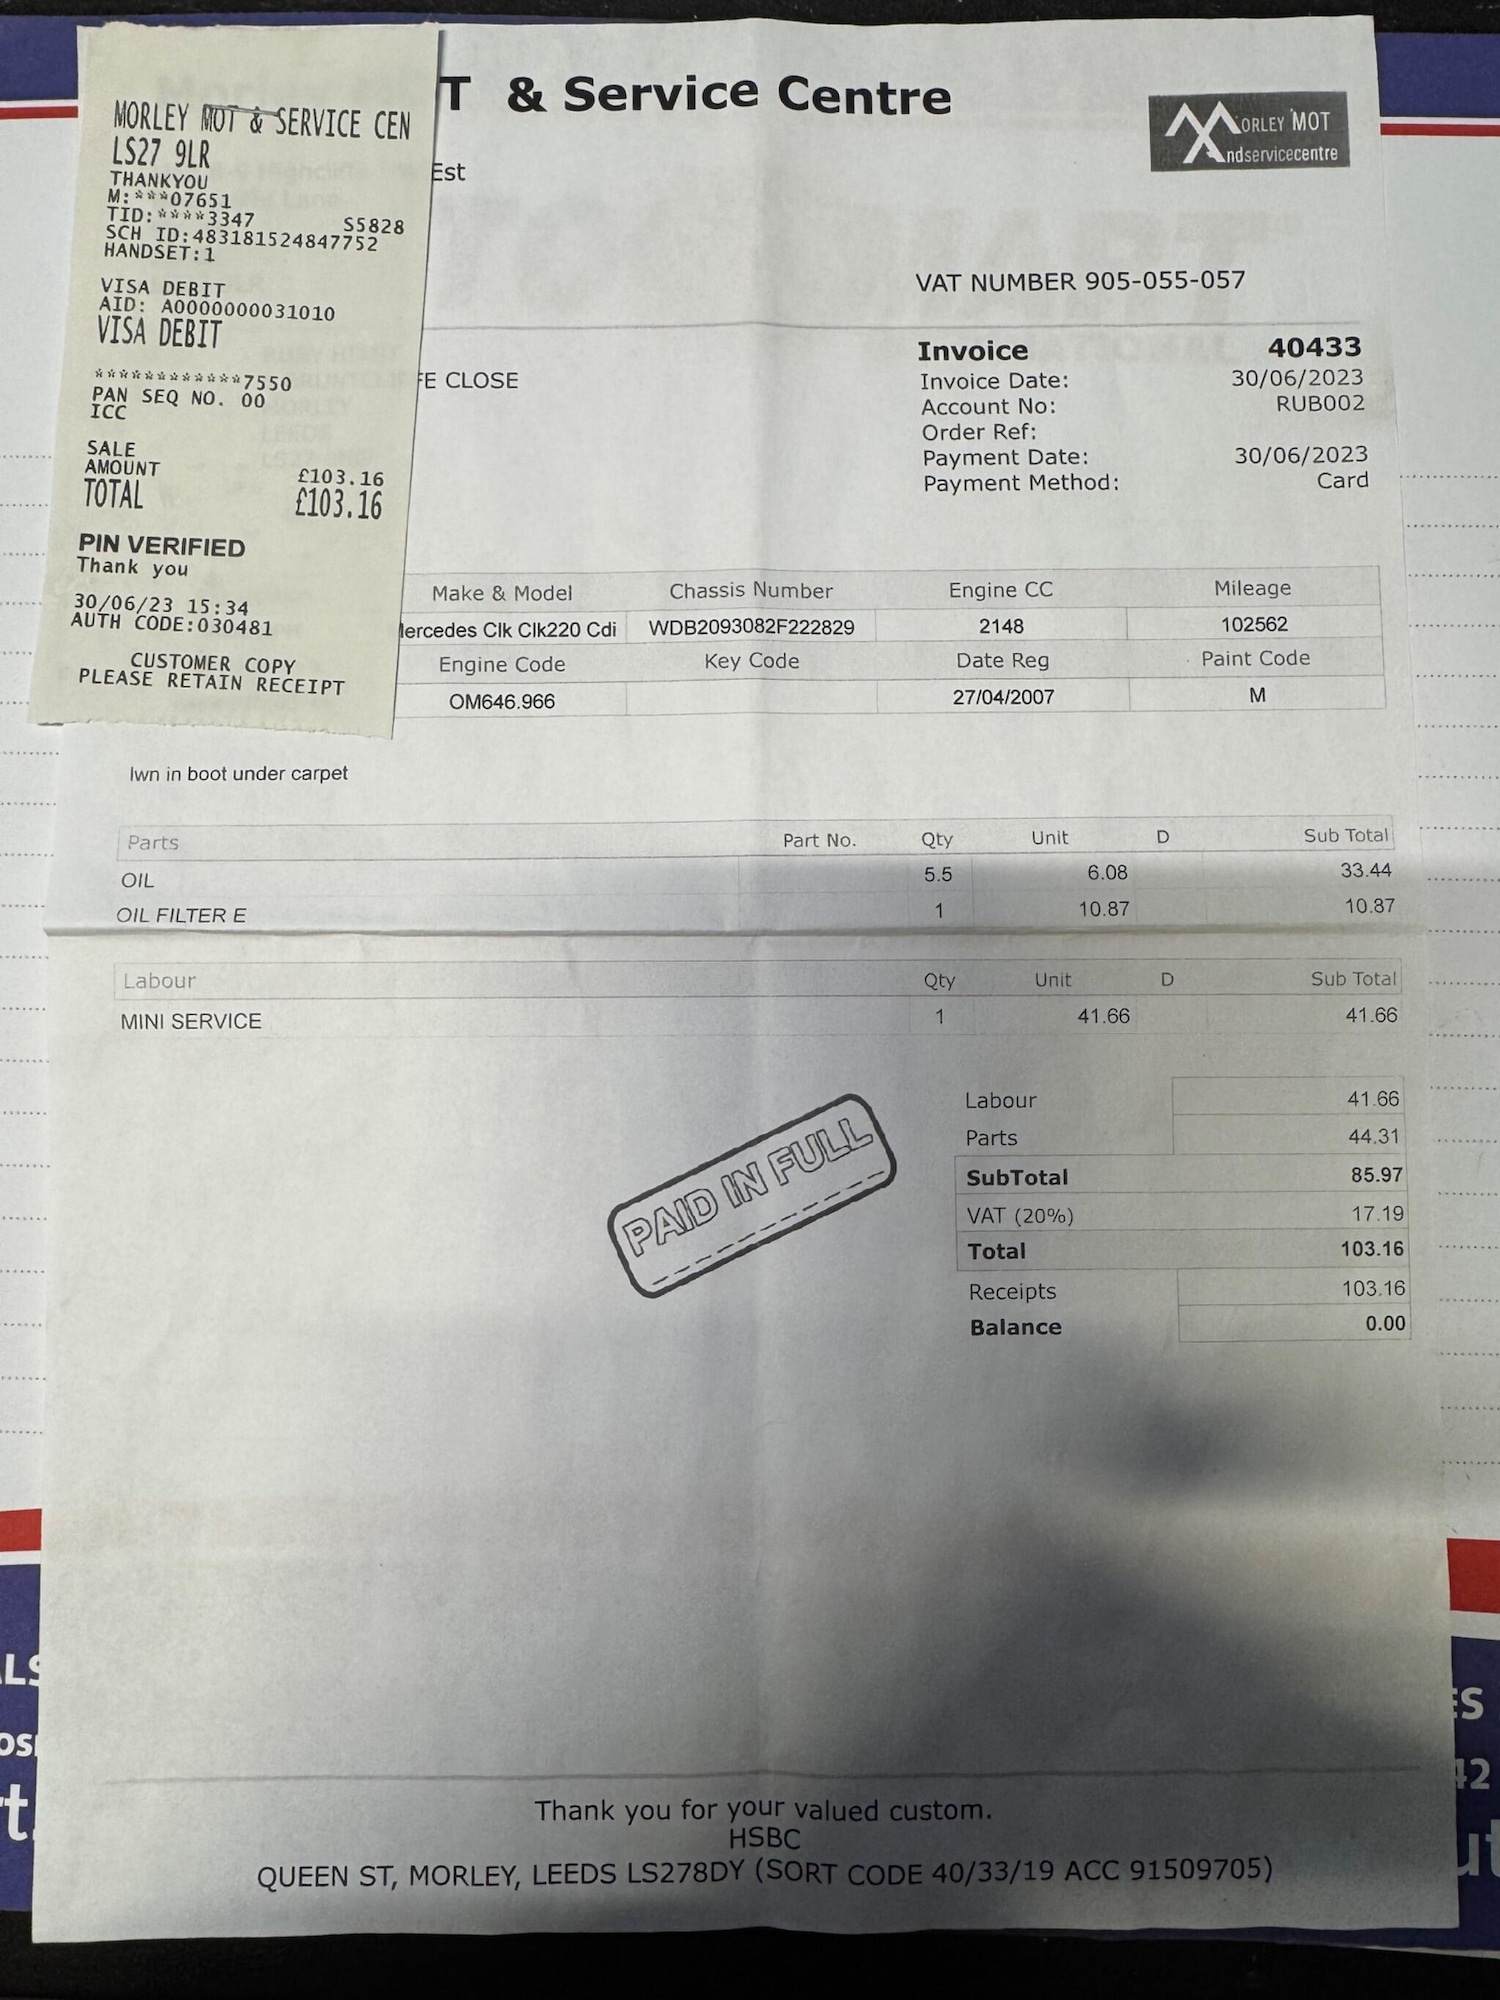 MORLEY MOT & SERVICE CEN
LS27 9LR
THANKYOU
M:***07651
TID:****3347 S5828
SCH ID:483181524847752
HANDSET:1
VISA DEBIT
AID: A0000000031010
VISA DEBIT
************7550
PAN SEQ NO. 00
ICC
SALE
AMOUNT £103.16
TOTAL £103.16
PIN VERIFIED
Thank you
30/06/23 15:34
AUTH CODE:030481
CUSTOMER COPY
PLEASE RETAIN RECEIPT
T & Service Centre
MORLEY MOT
Andservicecentre
Est
VAT NUMBER 905-055-057
FE CLOSE
Invoice 40433
Invoice Date: 30/06/2023
Account No: RUB002
Order Ref:
Payment Date: 30/06/2023
Payment Method: Card
Make & Model Chassis Number Engine CC Mileage
lercedes Clk Clk220 Cdi WDB2093082F222829 2148 102562
Engine Code Key Code Date Reg Paint Code
OM646.966 27/04/2007 M
lwn in boot under carpet
Parts Part No. Qty Unit D Sub Total
OIL 5.5 6.08 33.44
OIL FILTER E 1 10.87 10.87
Labour Qty Unit D Sub Total
MINI SERVICE 1 41.66 41.66
Labour 41.66
Parts 44.31
SubTotal 85.97
VAT (20%) 17.19
Total 103.16
Receipts 103.16
Balance 0.00
PAID IN FULL
Thank you for your valued custom.
HSBC
QUEEN ST, MORLEY, LEEDS LS278DY (SORT CODE 40/33/19 ACC 91509705)